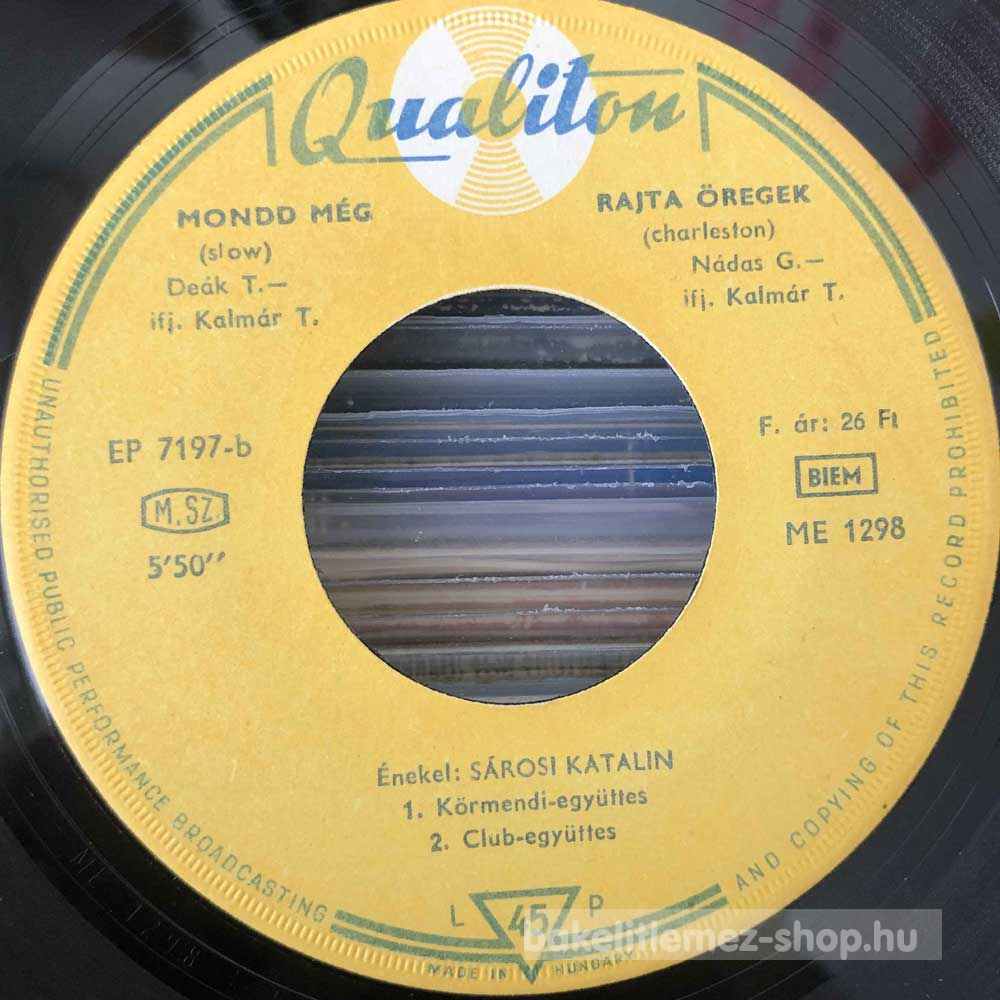 Qualiton
MONDD MÉG
(slow)
Deák T.—
ifj. Kalmár T.
RAJTA ÖREGEK
(charleston)
Nádas G.—
ifj. Kalmár T.
EP 7197-b
M.SZ.
5'50''
F. ár: 26 Ft
BIEM
ME 1298
Énekel: SÁROSI KATALIN
1. Körmendi-együttes
2. Club-együttes
UNAUTHORISED PUBLIC PERFORMANCE BROADCASTING
AND COPYING OF THIS RECORD PROHIBITED
L 45 P
MADE IN HUNGARY
bakelitlemez-shop.hu